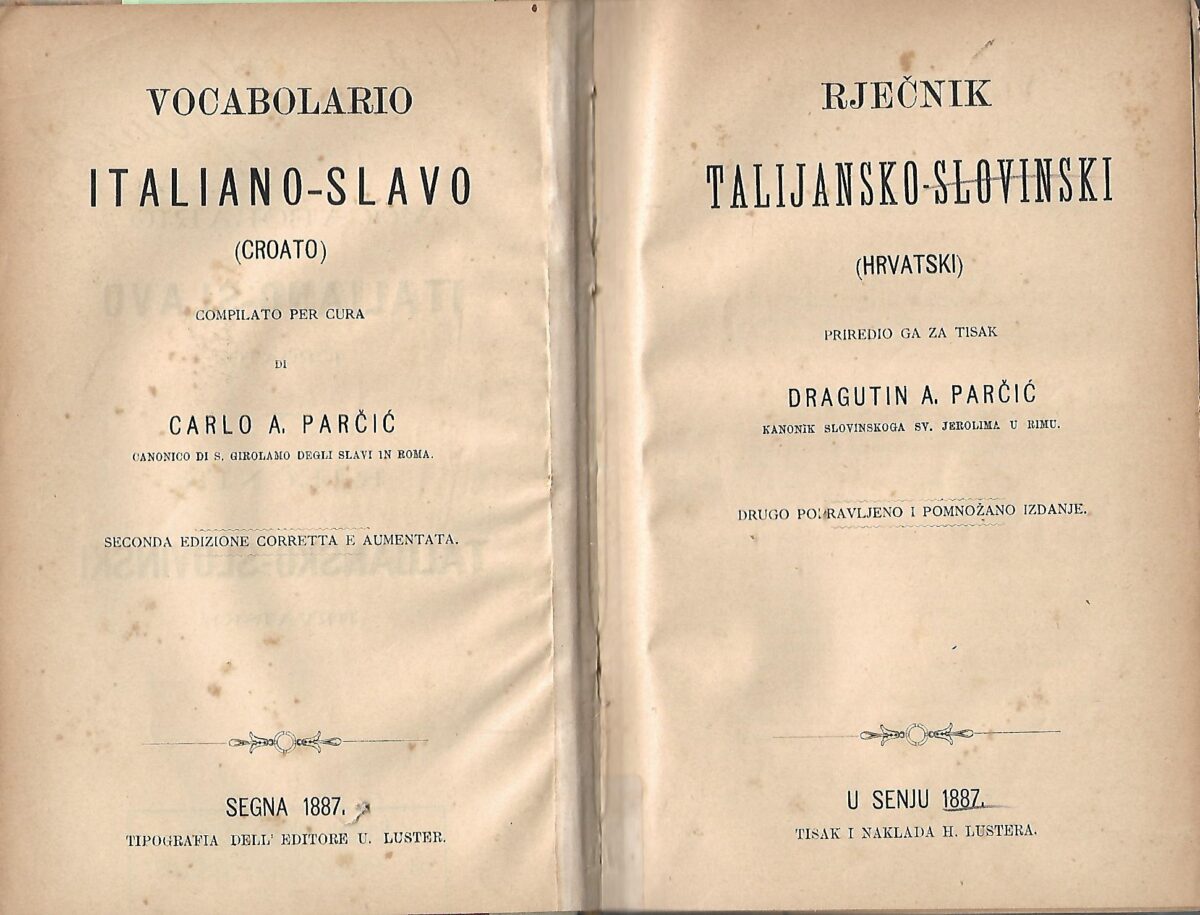 VOCABOLARIO
ITALIANO-SLAVO
(CROATO)
COMPILATO PER CURA
DI
CARLO A. PARČIĆ
CANONICO DI S. GIROLAMO DEGLI SLAVI IN ROMA.
SECONDA EDIZIONE CORRETTA E AUMENTATA.
SEGNA 1887.
TIPOGRAFIA DELL' EDITORE U. LUSTER.
RJEČNIK
TALIJANSKO-SLOVINSKI
(HRVATSKI)
PRIREDIO GA ZA TISAK
DRAGUTIN A. PARČIĆ
KANONIK SLOVINSKOGA SV. JEROLIMA U RIMU.
DRUGO POPRAVLJENO I POMNOŽANO IZDANJE.
U SENJU 1887.
TISAK I NAKLADA H. LUSTERA.